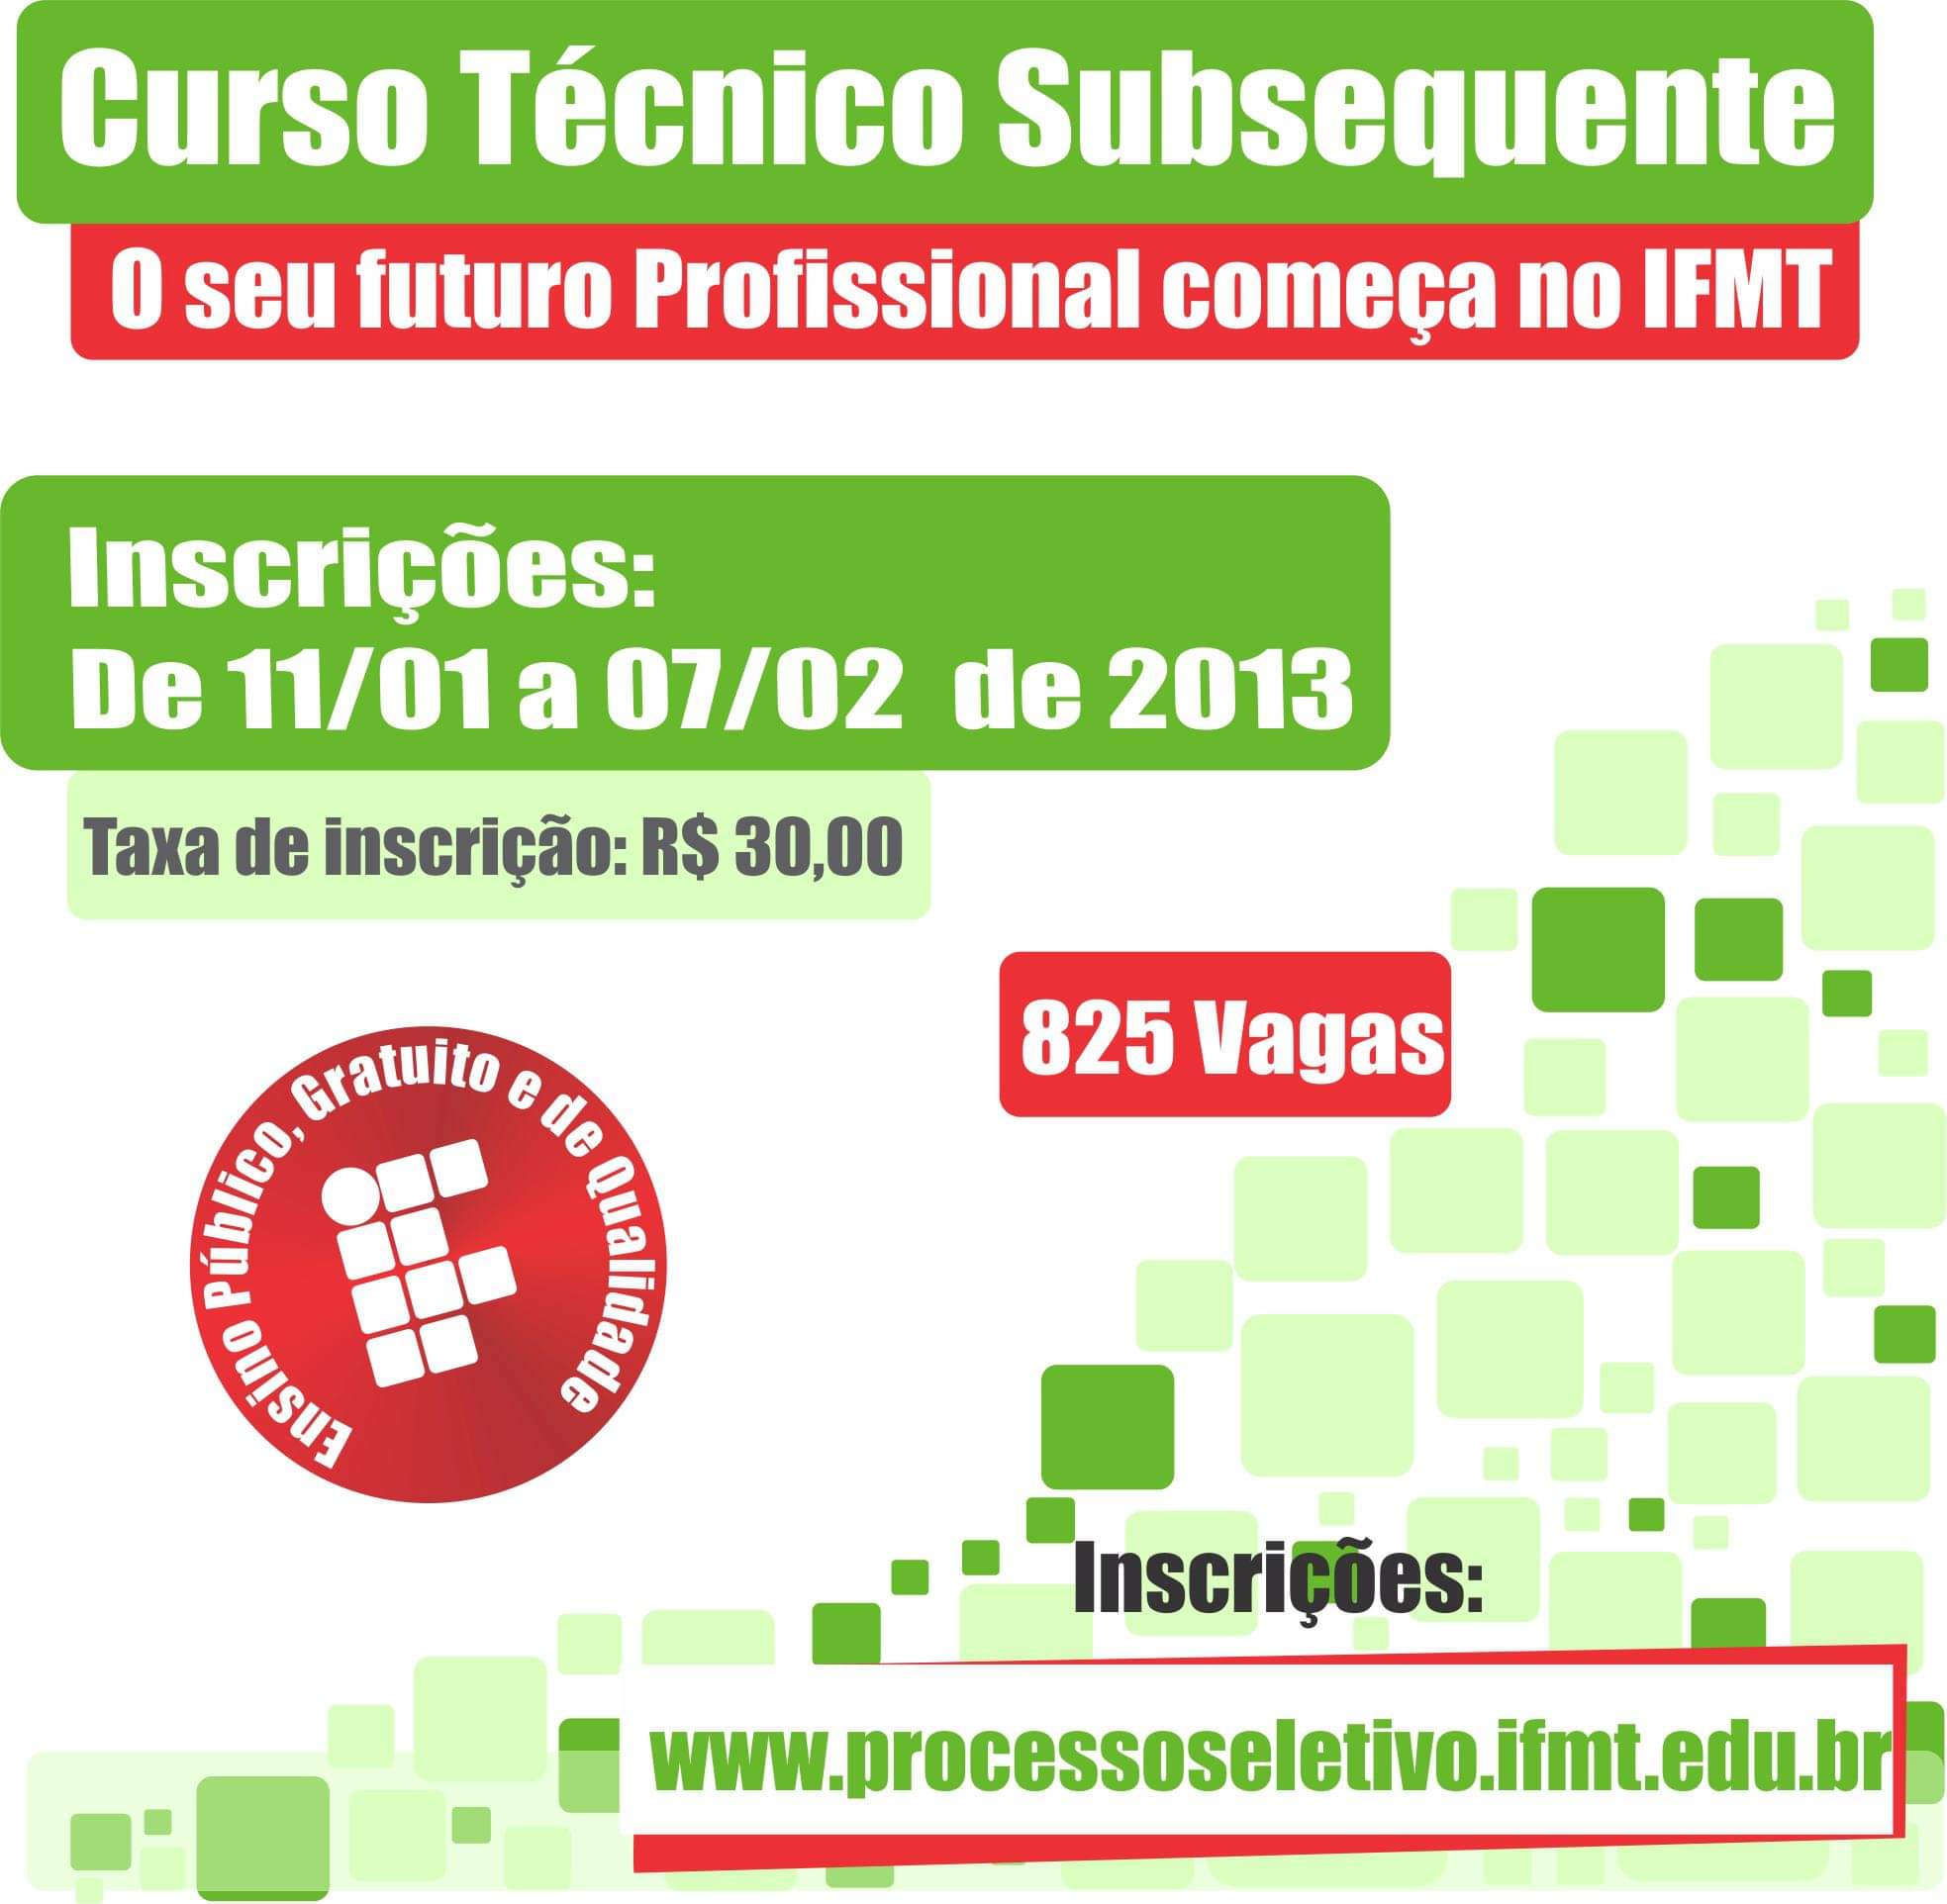 Curso Técnico Subsequente
O seu futuro Profissional começa no IFMT
Inscrições:
De 11/01 a 07/02 de 2013
Taxa de inscrição: R$ 30,00
825 Vagas
Ensino Público, Gratuito e de Qualidade
Inscrições:
www.processoseletivo.ifmt.edu.br